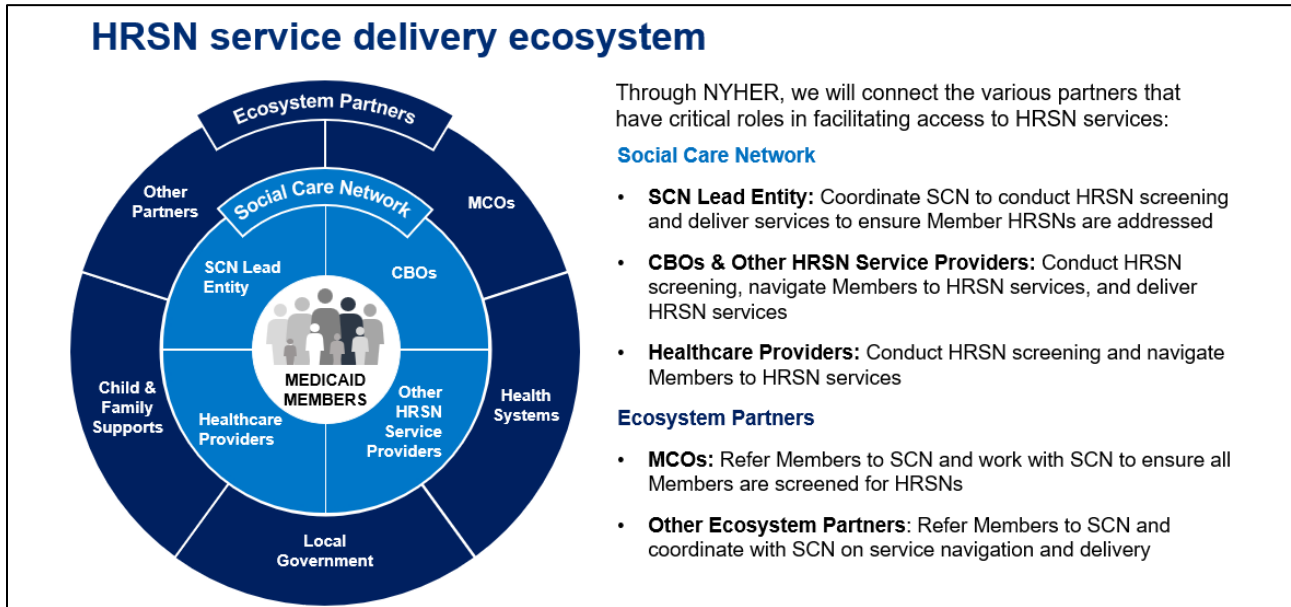 HRSN service delivery ecosystem
Ecosystem Partners
Other
Partners
MCOs
Social Care Network
SCN Lead
Entity
CBOs
MEDICAID
MEMBERS
Child &
Family
Supports
Healthcare
Providers
Other
HRSN
Service
Providers
Health
Systems
Local
Government
Through NYHER, we will connect the various partners that
have critical roles in facilitating access to HRSN services:
Social Care Network
• SCN Lead Entity: Coordinate SCN to conduct HRSN screening
and deliver services to ensure Member HRSNs are addressed
• CBOs & Other HRSN Service Providers: Conduct HRSN
screening, navigate Members to HRSN services, and deliver
HRSN services
• Healthcare Providers: Conduct HRSN screening and navigate
Members to HRSN services
Ecosystem Partners
• MCOs: Refer Members to SCN and work with SCN to ensure all
Members are screened for HRSNs
• Other Ecosystem Partners: Refer Members to SCN and
coordinate with SCN on service navigation and delivery